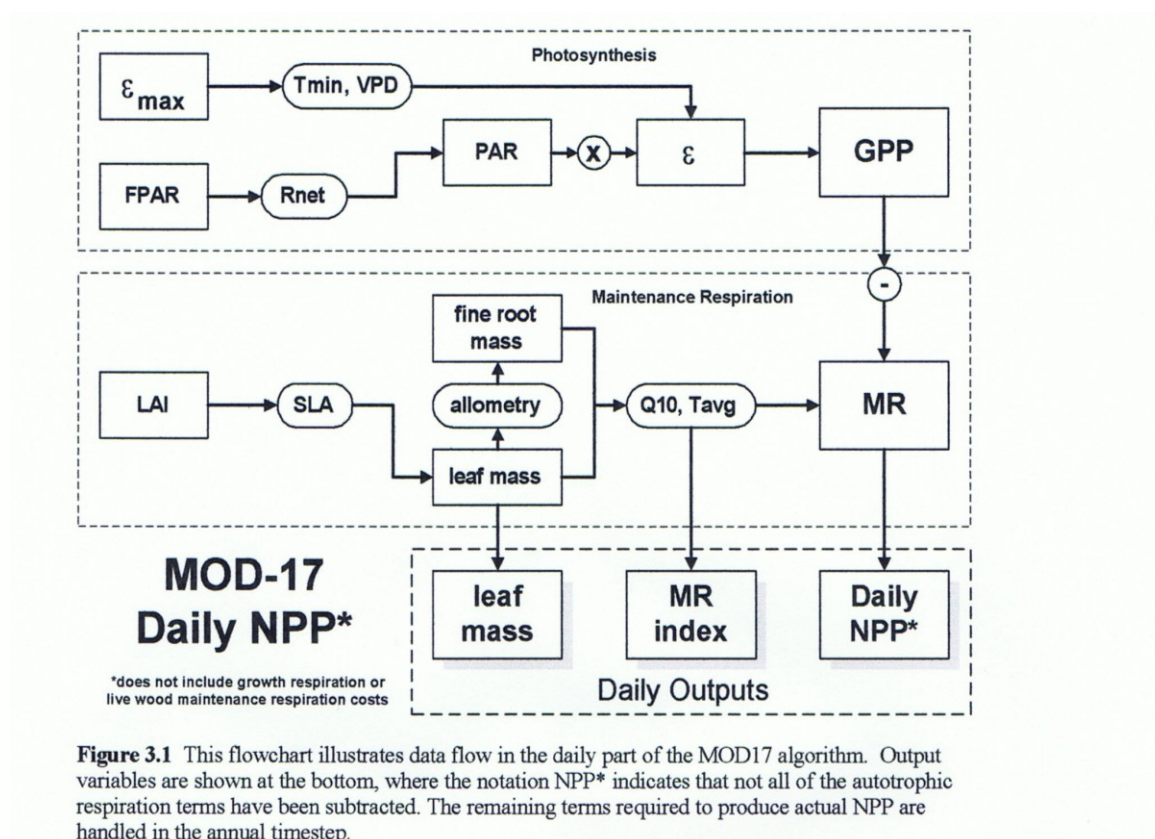 Photosynthesis
εmax
Tmin, VPD
PAR
X
ε
GPP
FPAR
Rnet
-
Maintenance Respiration
fine root
mass
LAI
SLA
allometry
Q10, Tavg
MR
leaf mass
MOD-17
Daily NPP*
*does not include growth respiration or
live wood maintenance respiration costs
leaf
mass
MR
index
Daily
NPP*
Daily Outputs
Figure 3.1 This flowchart illustrates data flow in the daily part of the MOD17 algorithm. Output
variables are shown at the bottom, where the notation NPP* indicates that not all of the autotrophic
respiration terms have been subtracted. The remaining terms required to produce actual NPP are
handled in the annual timestep.